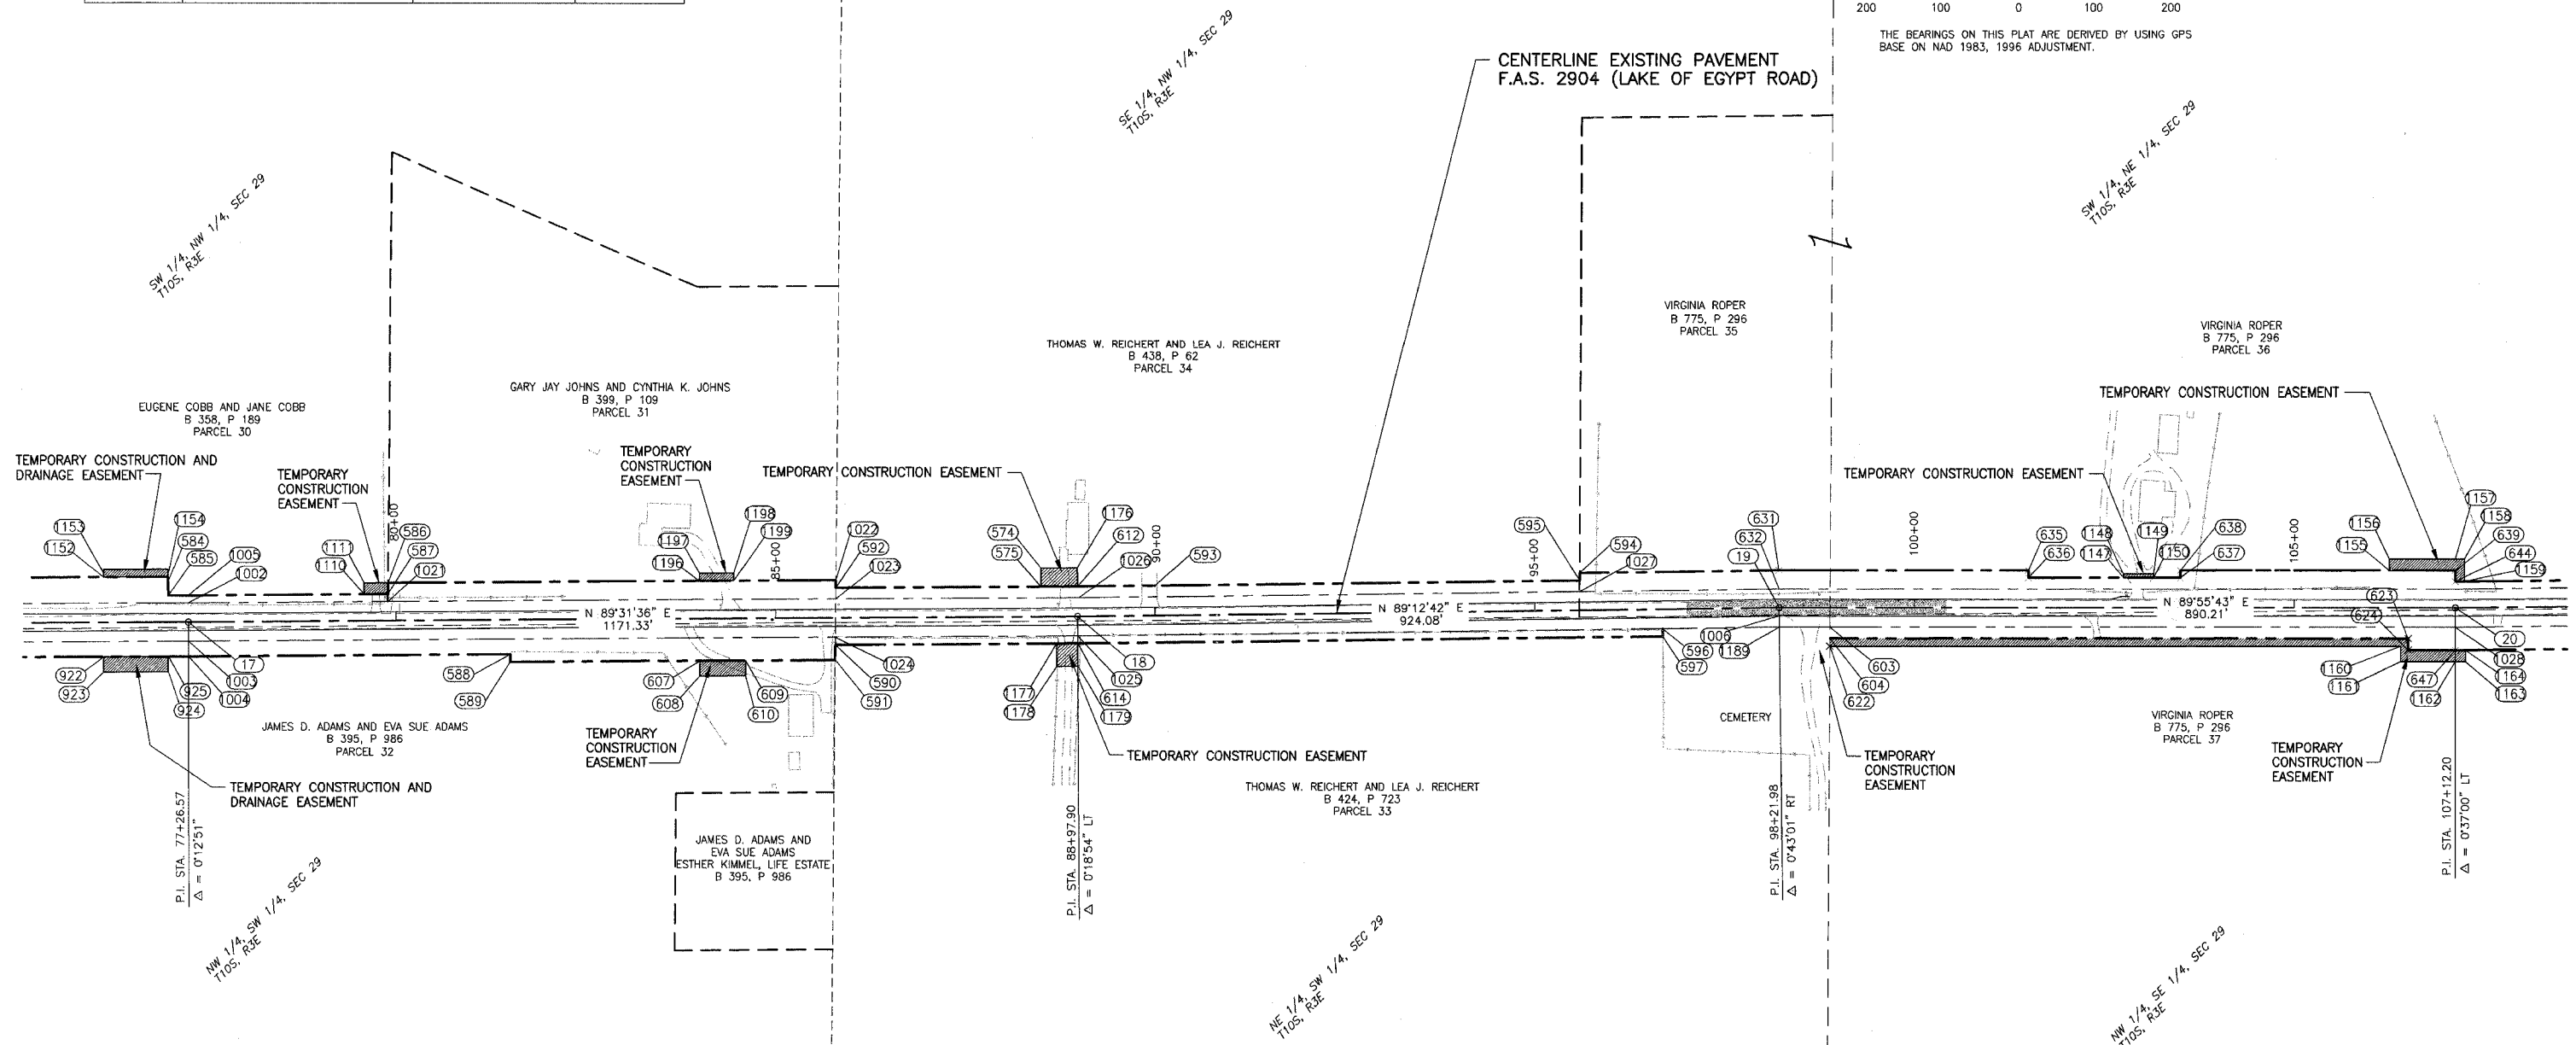 200 100 0 100 200
THE BEARINGS ON THIS PLAT ARE DERIVED BY USING GPS
BASE ON NAD 1983, 1996 ADJUSTMENT.
CENTERLINE EXISTING PAVEMENT
F.A.S. 2904 (LAKE OF EGYPT ROAD)
SE 1/4, NW 1/4, SEC 29
T10S, R3E
SW 1/4, NW 1/4, SEC 29
T10S, R3E
SW 1/4, NE 1/4, SEC 29
T10S, R3E
EUGENE COBB AND JANE COBB
B 358, P 189
PARCEL 30
GARY JAY JOHNS AND CYNTHIA K. JOHNS
B 399, P 109
PARCEL 31
THOMAS W. REICHERT AND LEA J. REICHERT
B 438, P 62
PARCEL 34
VIRGINIA ROPER
B 775, P 296
PARCEL 35
VIRGINIA ROPER
B 775, P 296
PARCEL 36
TEMPORARY CONSTRUCTION AND
DRAINAGE EASEMENT
TEMPORARY
CONSTRUCTION
EASEMENT
TEMPORARY
CONSTRUCTION
EASEMENT
TEMPORARY CONSTRUCTION EASEMENT
TEMPORARY CONSTRUCTION EASEMENT
TEMPORARY CONSTRUCTION EASEMENT
1153
1152
1154
584
585
1005
1002
1111
1110
80+00
586
587
1021
1197
1196
1198
1199
85+00
1022
592
1023
574
575
1176
612
1026
90+00
593
95+00
595
594
1027
631
632
19
100+00
635
636
1148
1147
1149
1150
638
637
105+00
1156
1155
1157
1158
639
644
1159
N 89°31'36" E
1171.33'
N 89°12'42" E
924.08'
N 89°55'43" E
890.21'
922
923
17
925
1003
924
1004
588
589
607
608
609
610
1024
590
591
1177
1178
18
1025
614
1179
1006
1189
596
597
603
604
622
623
624
1160
1161
647
1162
20
1028
1164
1163
JAMES D. ADAMS AND EVA SUE ADAMS
B 395, P 986
PARCEL 32
TEMPORARY CONSTRUCTION AND
DRAINAGE EASEMENT
TEMPORARY
CONSTRUCTION
EASEMENT
TEMPORARY CONSTRUCTION EASEMENT
THOMAS W. REICHERT AND LEA J. REICHERT
B 424, P 723
PARCEL 33
CEMETERY
TEMPORARY
CONSTRUCTION
EASEMENT
VIRGINIA ROPER
B 775, P 296
PARCEL 37
TEMPORARY
CONSTRUCTION
EASEMENT
JAMES D. ADAMS AND
EVA SUE ADAMS
ESTHER KIMMEL, LIFE ESTATE
B 395, P 986
P.I. STA. 77+26.57
Δ = 0°12'51"
P.I. STA. 88+97.90
Δ = 0°18'54" LT
P.I. STA. 98+21.98
Δ = 0°43'01" RT
P.I. STA. 107+12.20
Δ = 0°37'00" LT
NW 1/4, SW 1/4, SEC 29
T10S, R3E
NE 1/4, SW 1/4, SEC 29
T10S, R3E
NW 1/4, SE 1/4, SEC 29
T10S, R3E